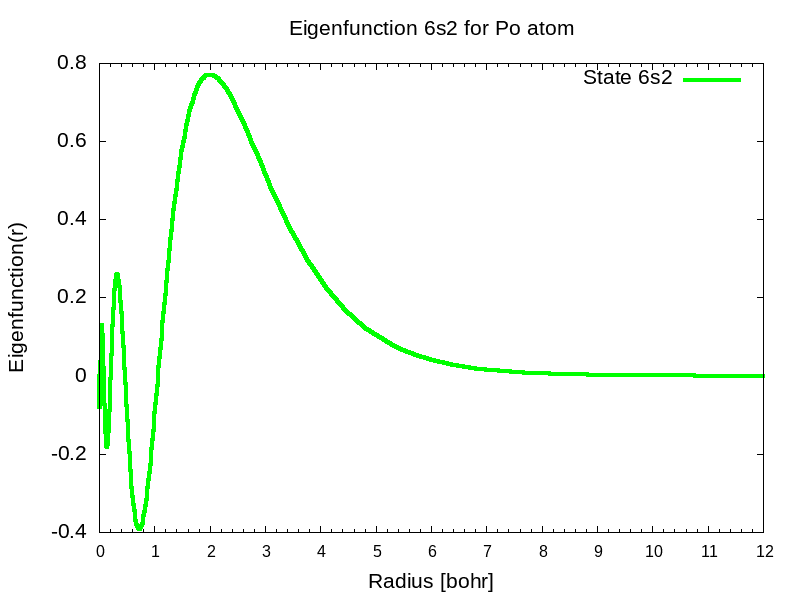 Eigenfunction 6s2 for Po atom
State 6s2
0.8
0.6
0.4
0.2
0
-0.2
-0.4
Eigenfunction(r)
0 1 2 3 4 5 6 7 8 9 10 11 12
Radius [bohr]